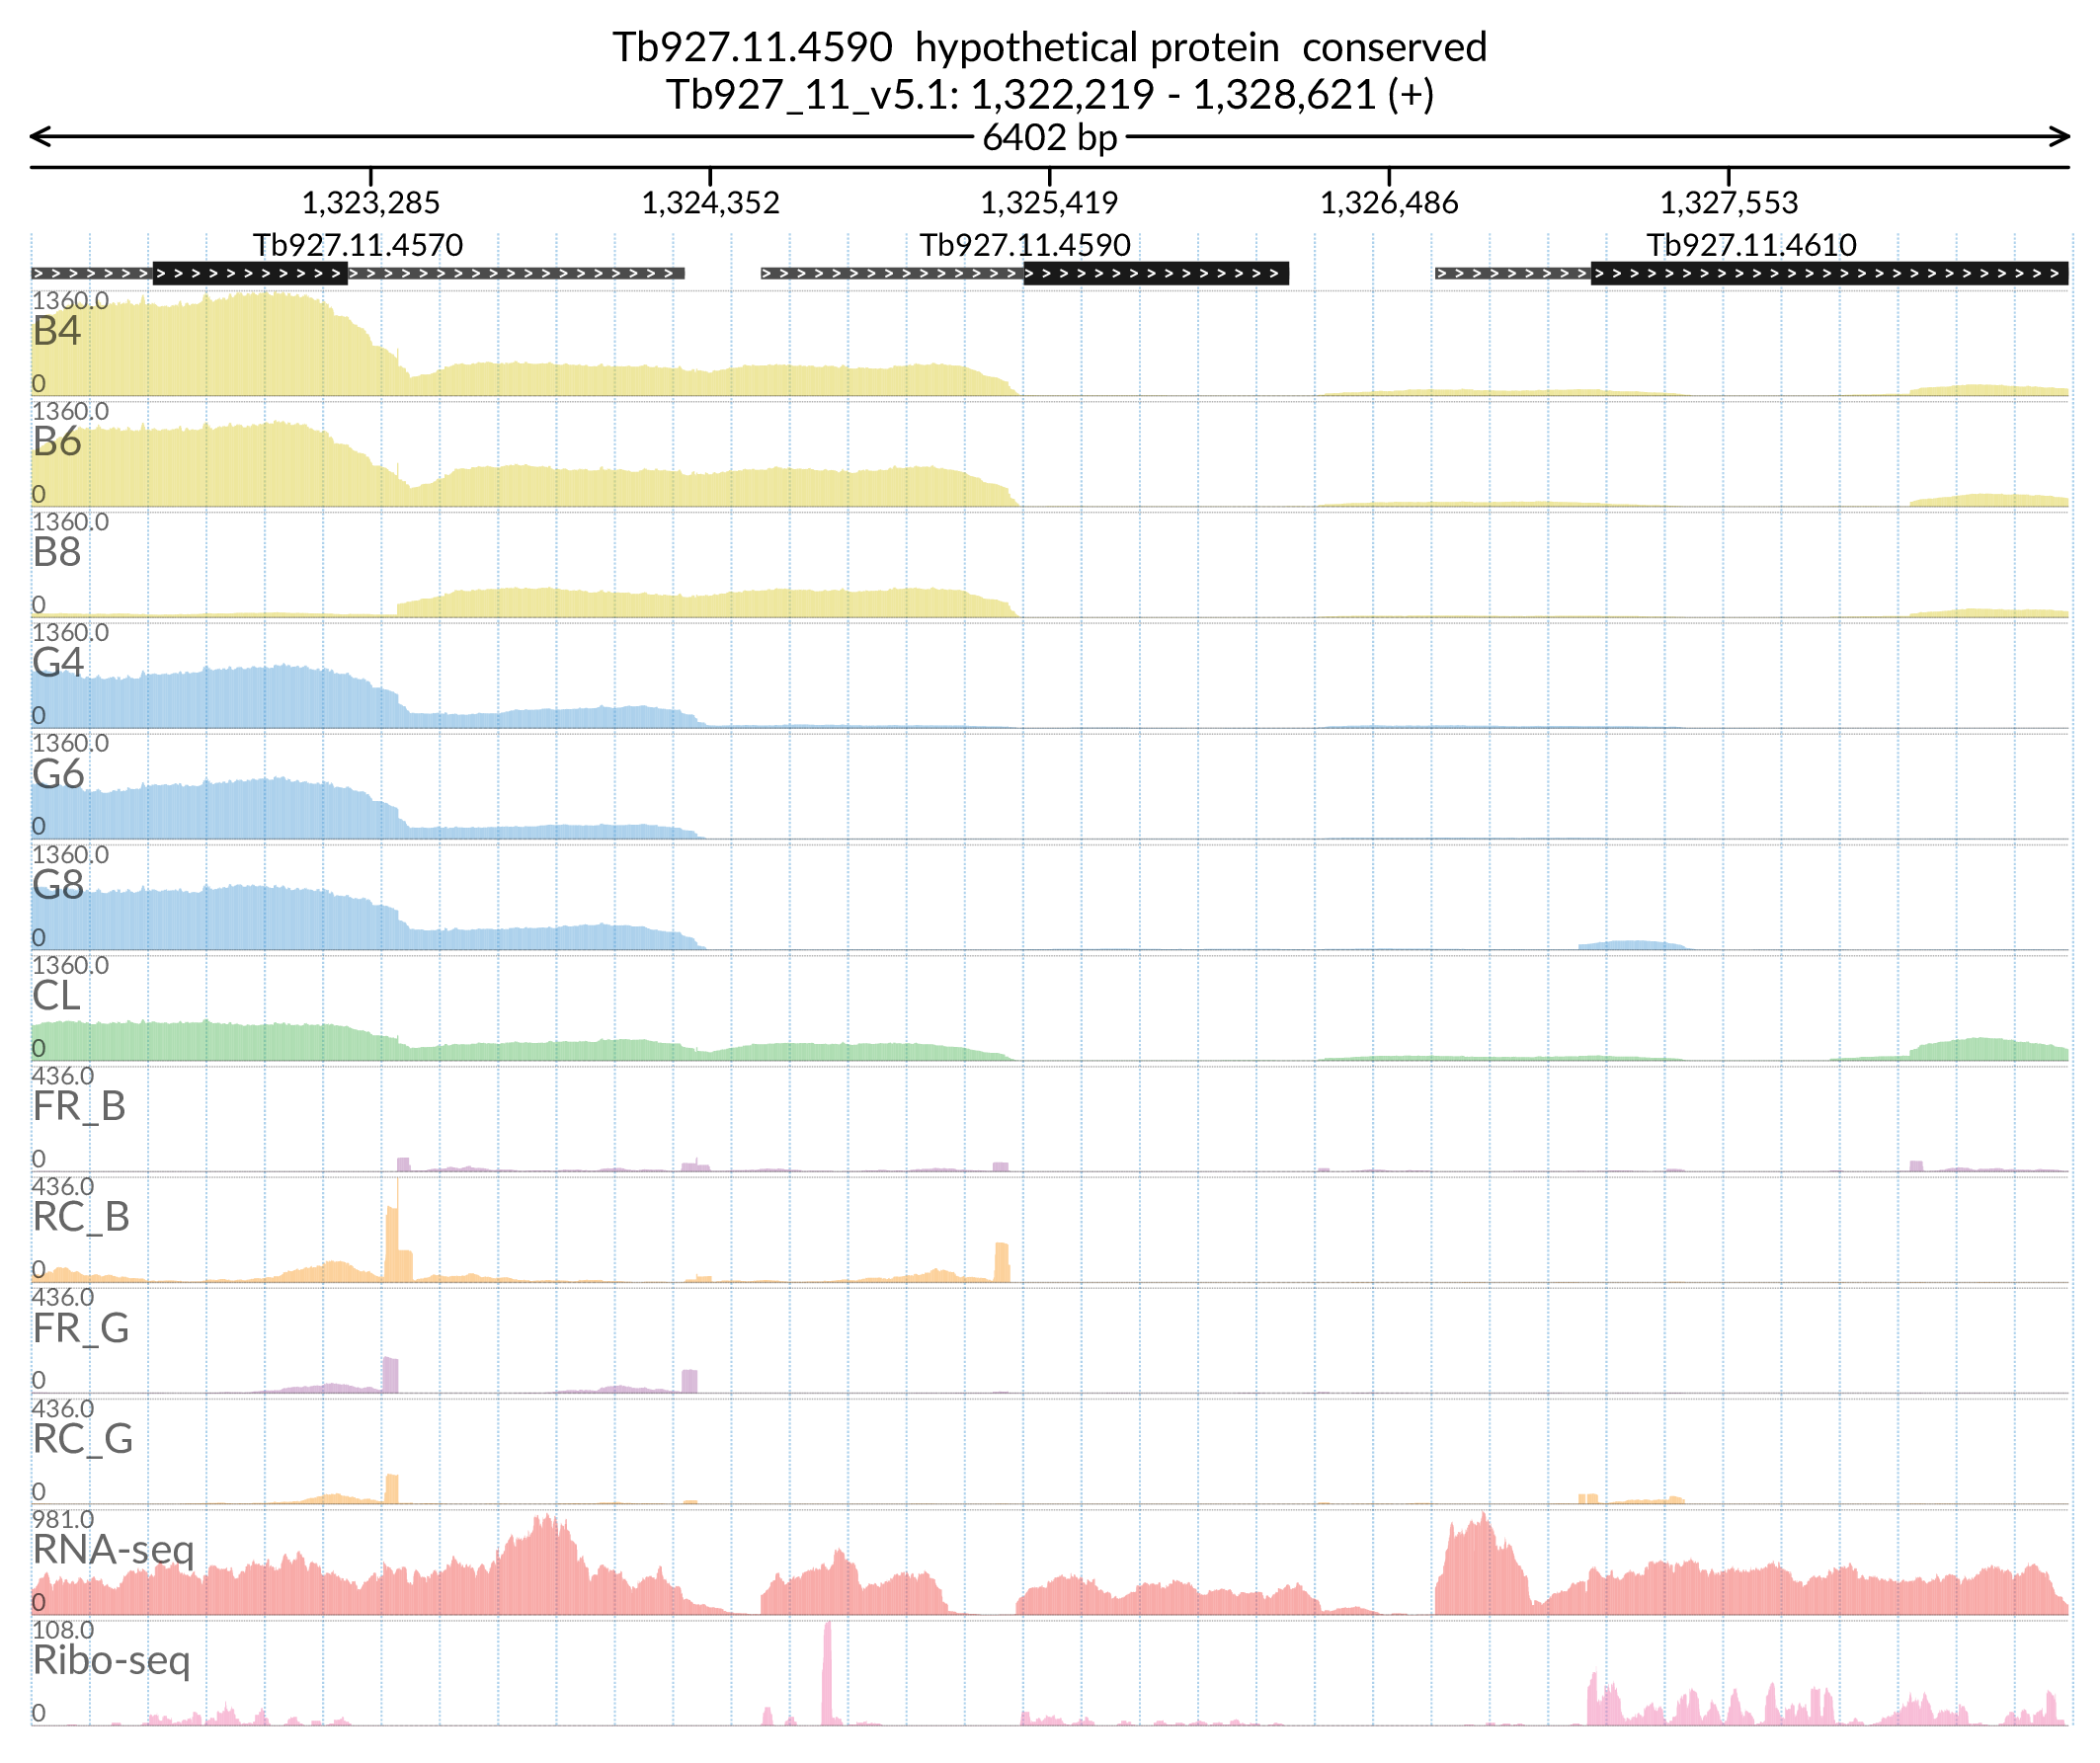 Tb927.11.4590  hypothetical protein  conserved
Tb927_11_v5.1: 1,322,219 - 1,328,621 (+)
6402 bp
1,323,285 1,324,352 1,325,419 1,326,486 1,327,553
Tb927.11.4570 Tb927.11.4590 Tb927.11.4610
1360.0
B4
0
1360.0
B6
0
1360.0
B8
0
1360.0
G4
0
1360.0
G6
0
1360.0
G8
0
1360.0
CL
0
436.0
FR_B
0
436.0
RC_B
0
436.0
FR_G
0
436.0
RC_G
0
981.0
RNA-seq
0
108.0
Ribo-seq
0